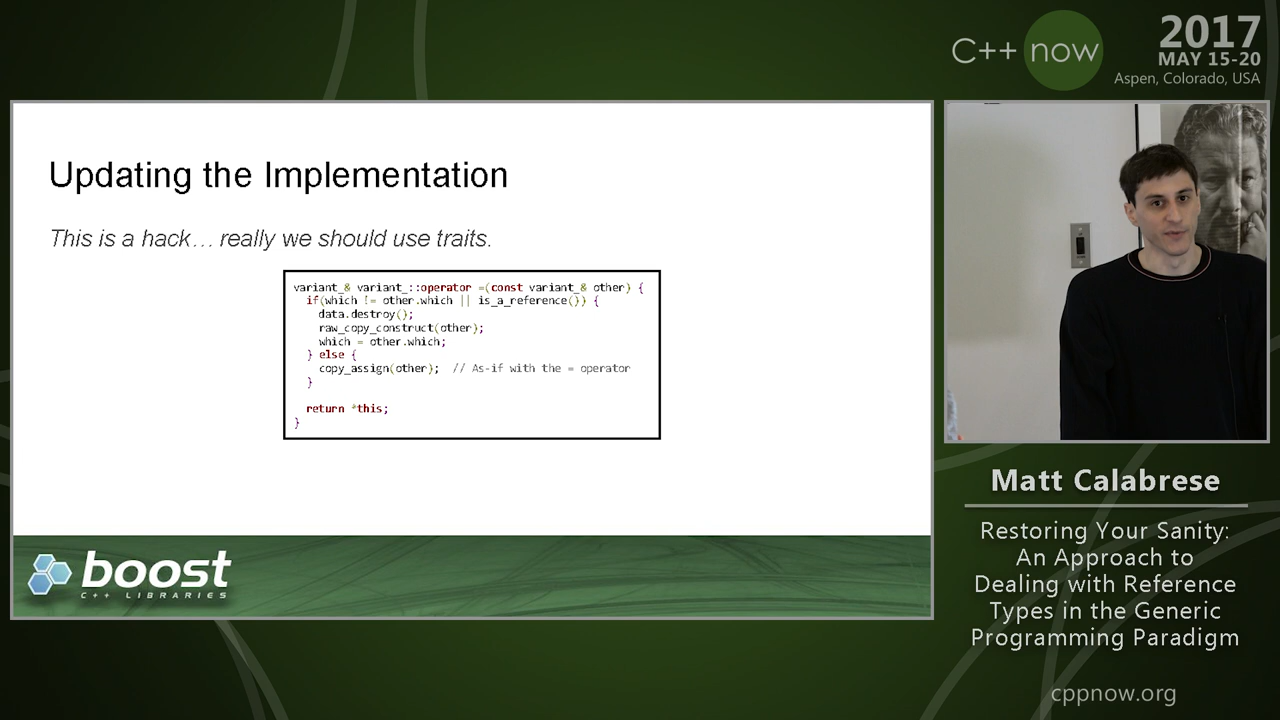 C++ now
2017
MAY 15-20
Aspen, Colorado, USA
Updating the Implementation
This is a hack… really we should use traits.
variant_& variant_::operator =(const variant_& other) {
  if(which != other.which || is_a_reference()) {
    data.destroy();
    raw_copy_construct(other);
    which = other.which;
  } else {
    copy_assign(other);  // As-if with the = operator
  }
  return *this;
}
boost
C++ LIBRARIES
Matt Calabrese
Restoring Your Sanity:
An Approach to
Dealing with Reference
Types in the Generic
Programming Paradigm
cppnow.org